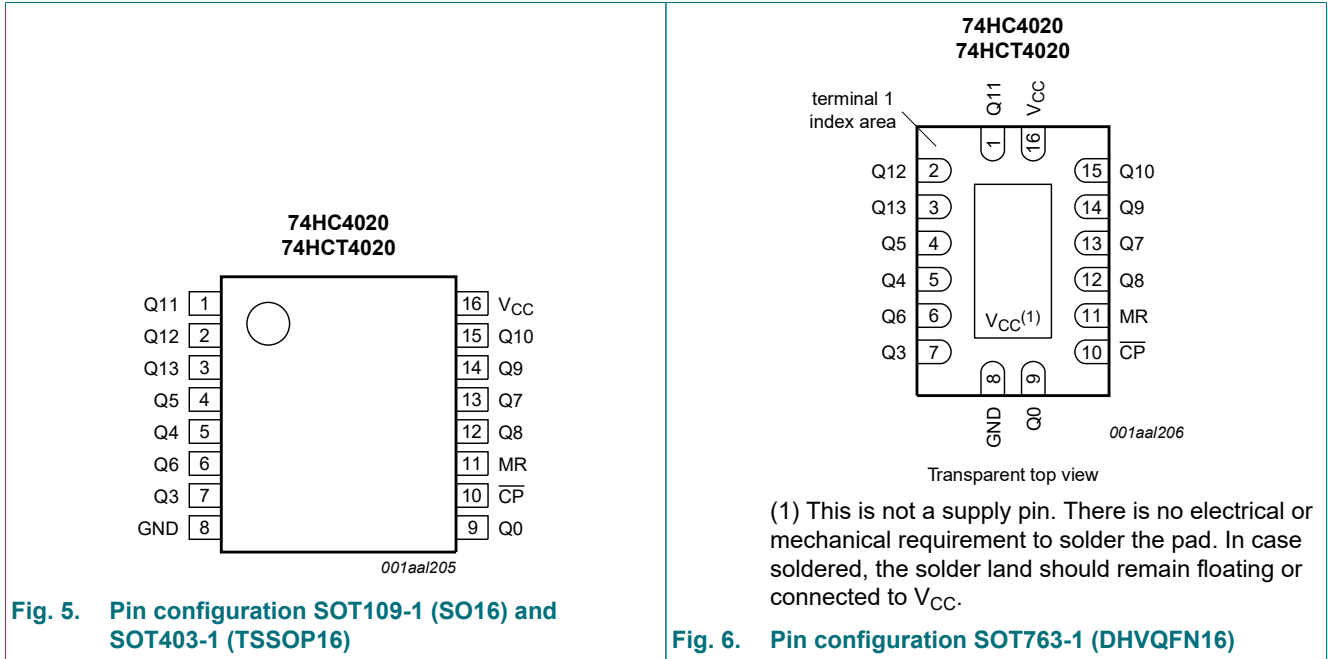 74HC4020
74HCT4020
Q11 1
Q12 2
Q13 3
Q5 4
Q4 5
Q6 6
Q3 7
GND 8
16 VCC
15 Q10
14 Q9
13 Q7
12 Q8
11 MR
10 C̅P̅
9 Q0
001aal205
Fig. 5. Pin configuration SOT109-1 (SO16) and
SOT403-1 (TSSOP16)
74HC4020
74HCT4020
terminal 1
index area
Q11 VCC
1 16
Q12 2
Q13 3
Q5 4
Q4 5
Q6 6
Q3 7
15 Q10
14 Q9
13 Q7
12 Q8
11 MR
10 C̅P̅
VCC(1)
8 9
GND Q0
001aal206
Transparent top view
(1) This is not a supply pin. There is no electrical or
mechanical requirement to solder the pad. In case
soldered, the solder land should remain floating or
connected to VCC.
Fig. 6. Pin configuration SOT763-1 (DHVQFN16)